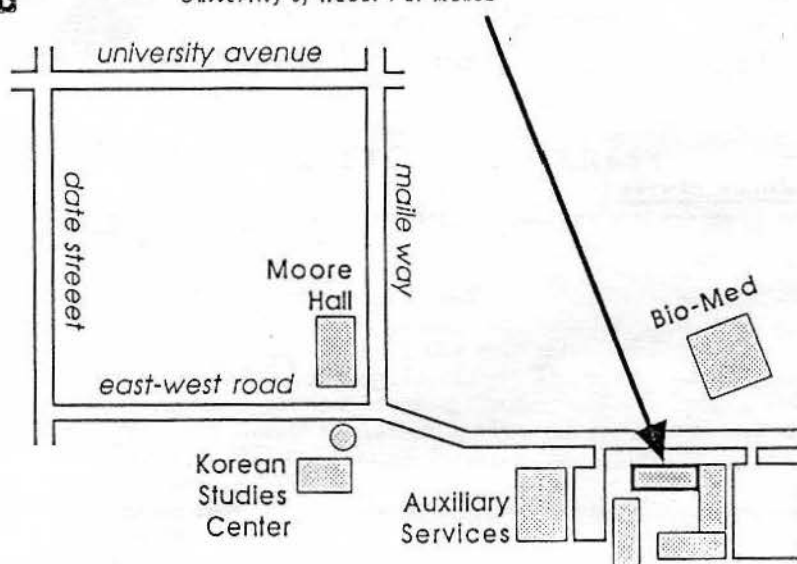 university avenue
date streeet
maile way
Moore
Hall
Bio-Med
east-west road
Korean
Studies
Center
Auxiliary
Services